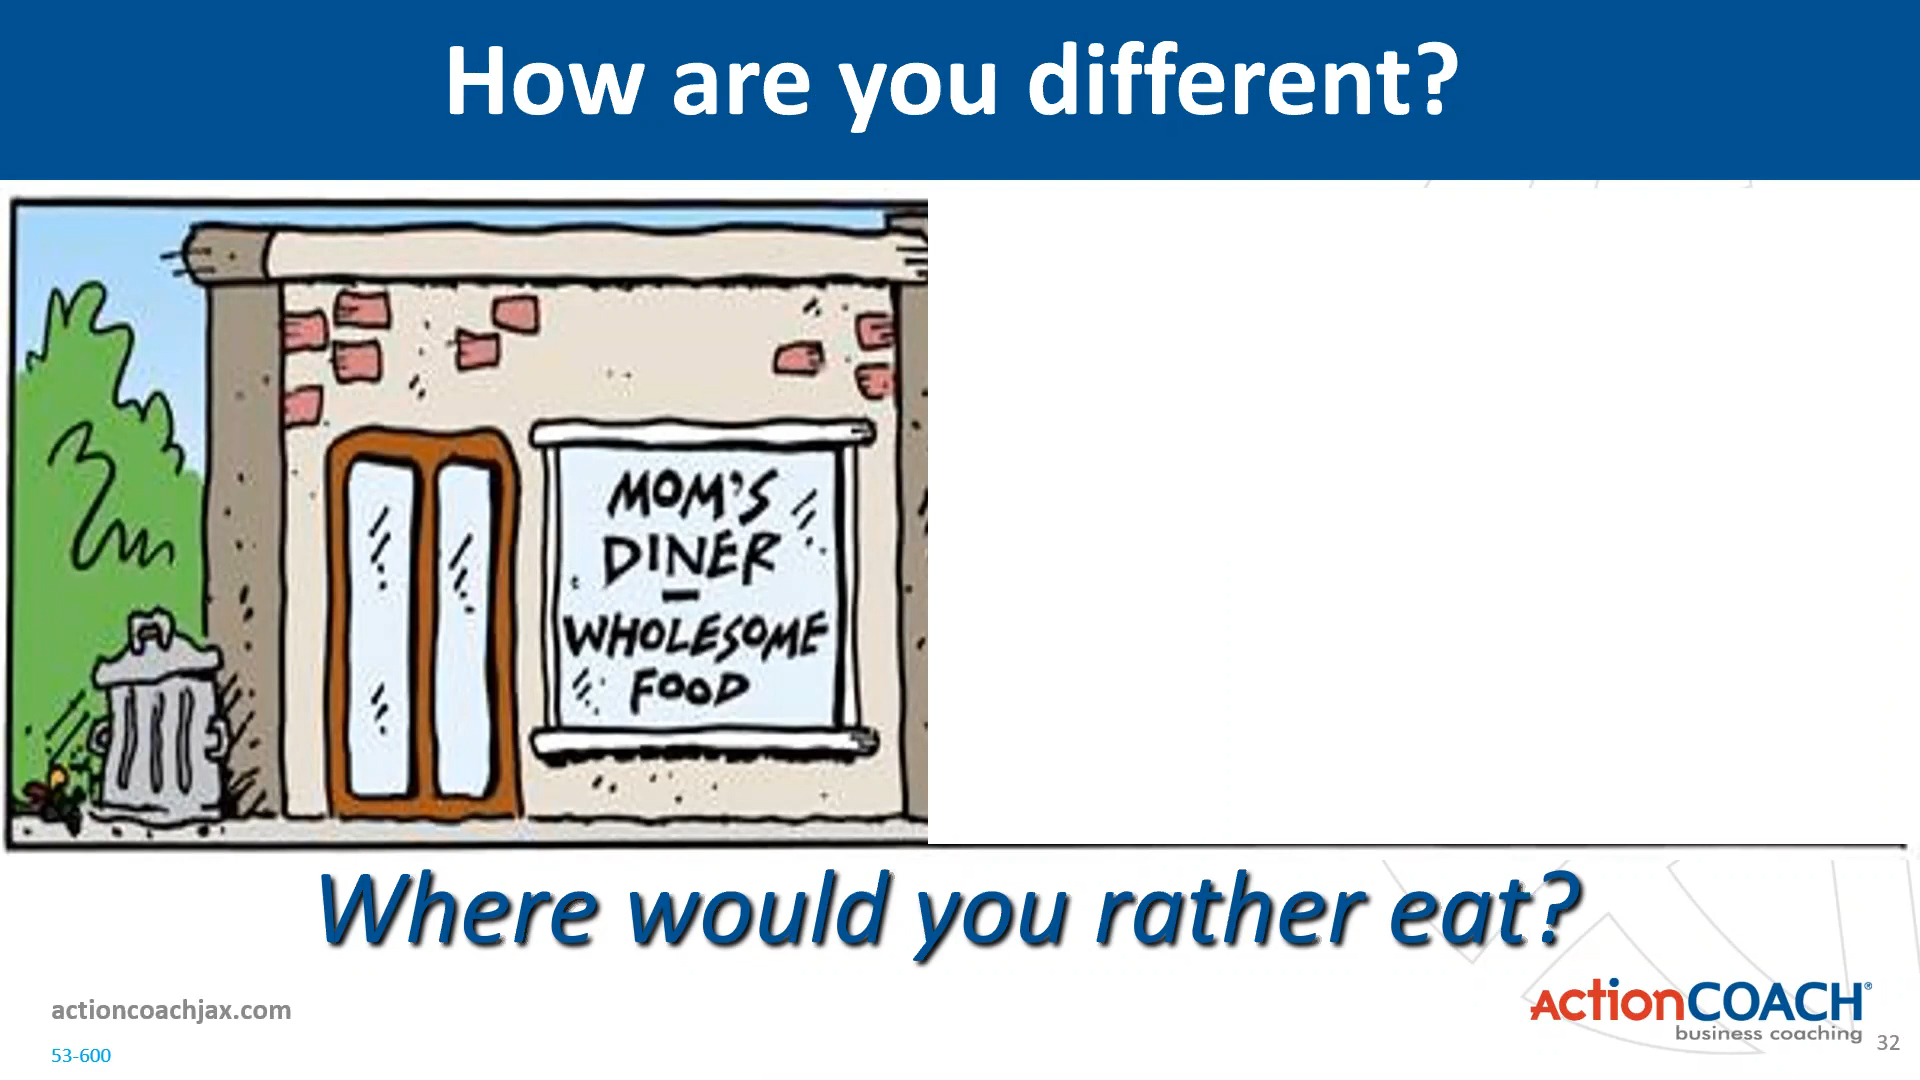 How are you different?
MOM'S
DINER
–
WHOLESOME
FOOD
Where would you rather eat?
actioncoachjax.com
ActionCOACH®
business coaching
53-600
32